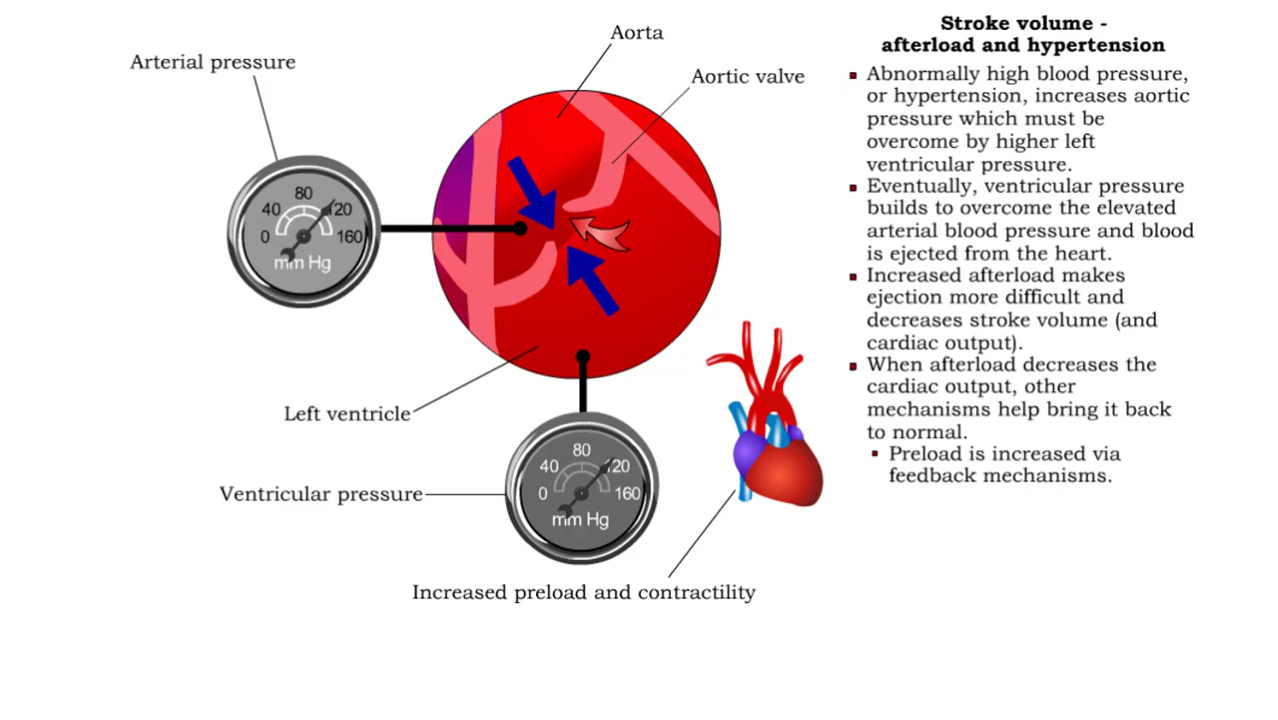 Stroke volume -
afterload and hypertension
Aorta
Arterial pressure
Aortic valve
80
40
120
0
160
mm Hg
Left ventricle
80
40
120
0
160
mm Hg
Ventricular pressure
Increased preload and contractility
▪ Abnormally high blood pressure,
or hypertension, increases aortic
pressure which must be
overcome by higher left
ventricular pressure.
▪ Eventually, ventricular pressure
builds to overcome the elevated
arterial blood pressure and blood
is ejected from the heart.
▪ Increased afterload makes
ejection more difficult and
decreases stroke volume (and
cardiac output).
▪ When afterload decreases the
cardiac output, other
mechanisms help bring it back
to normal.
▪ Preload is increased via
feedback mechanisms.